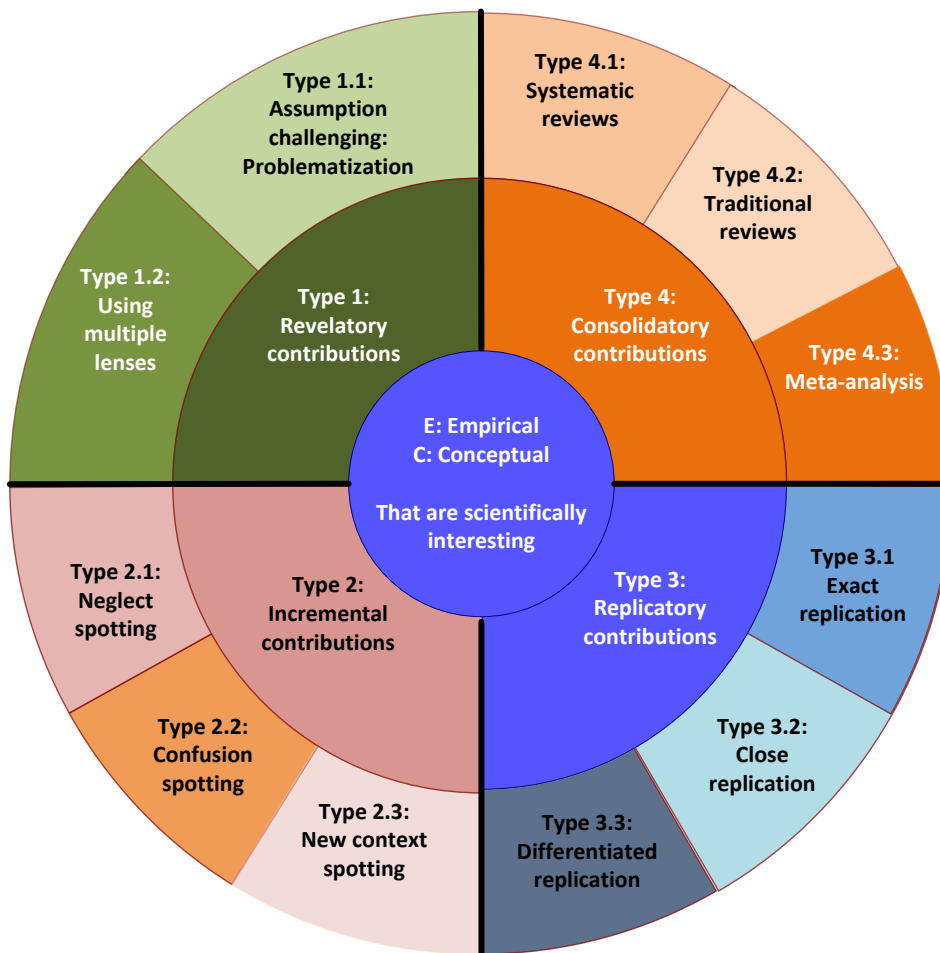 Type 1.1:
Assumption
challenging:
Problematization
Type 4.1:
Systematic
reviews
Type 4.2:
Traditional
reviews
Type 1.2:
Using
multiple
lenses
Type 1:
Revelatory
contributions
Type 4:
Consolidatory
contributions
Type 4.3:
Meta-analysis
E: Empirical
C: Conceptual
That are scientifically
interesting
Type 2.1:
Neglect
spotting
Type 2:
Incremental
contributions
Type 3:
Replicatory
contributions
Type 3.1
Exact
replication
Type 2.2:
Confusion
spotting
Type 3.2:
Close
replication
Type 2.3:
New context
spotting
Type 3.3:
Differentiated
replication